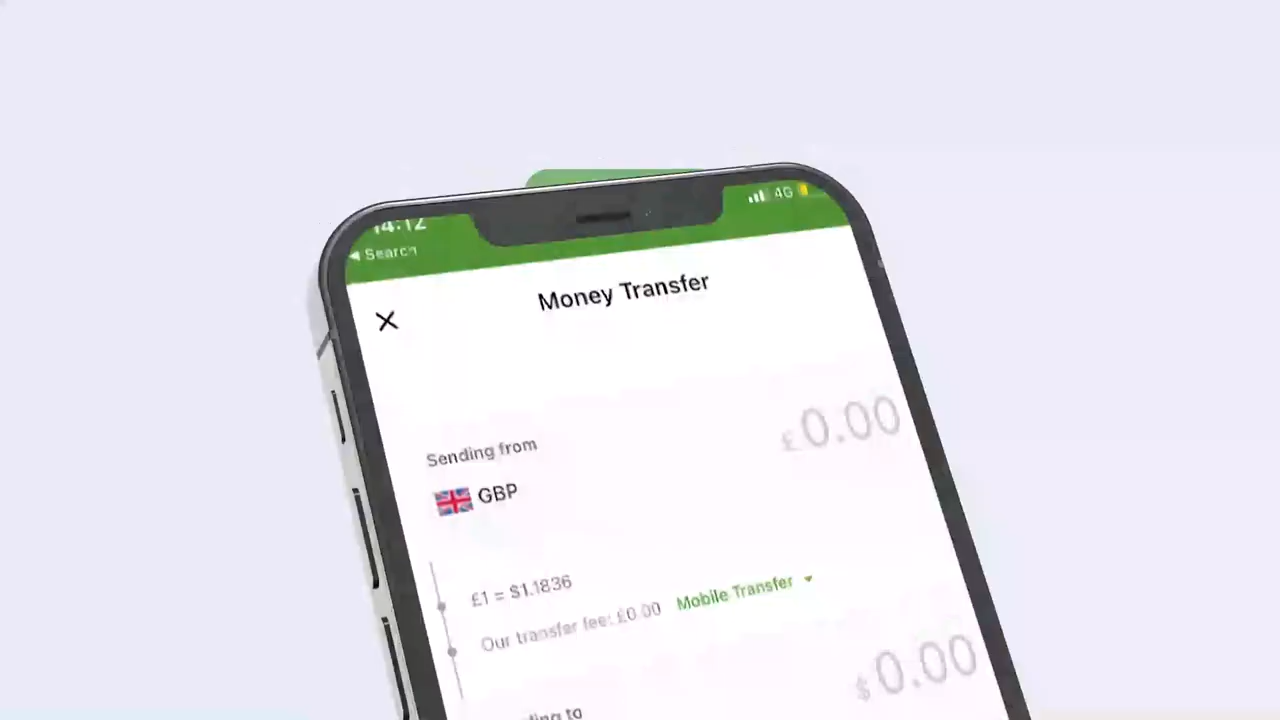 14:12
4G
Search
Money Transfer
£0.00
Sending from
GBP
£1 = $1.1836
Our transfer fee: £0.00 Mobile Transfer
$0.00
to